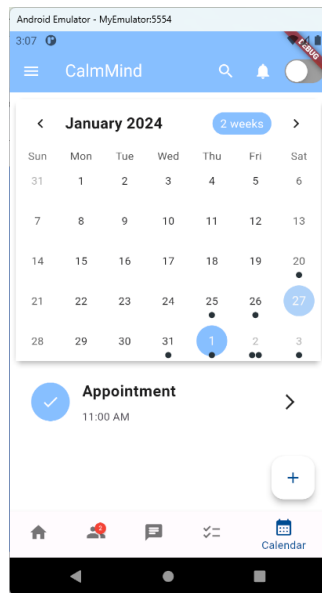 Android Emulator - MyEmulator:5554
3:07
DEBUG
CalmMind
January 2024
2 weeks
Sun Mon Tue Wed Thu Fri Sat
31 1 2 3 4 5 6
7 8 9 10 11 12 13
14 15 16 17 18 19 20
21 22 23 24 25 26 27
28 29 30 31 1 2 3
Appointment
11:00 AM
+
2
Calendar